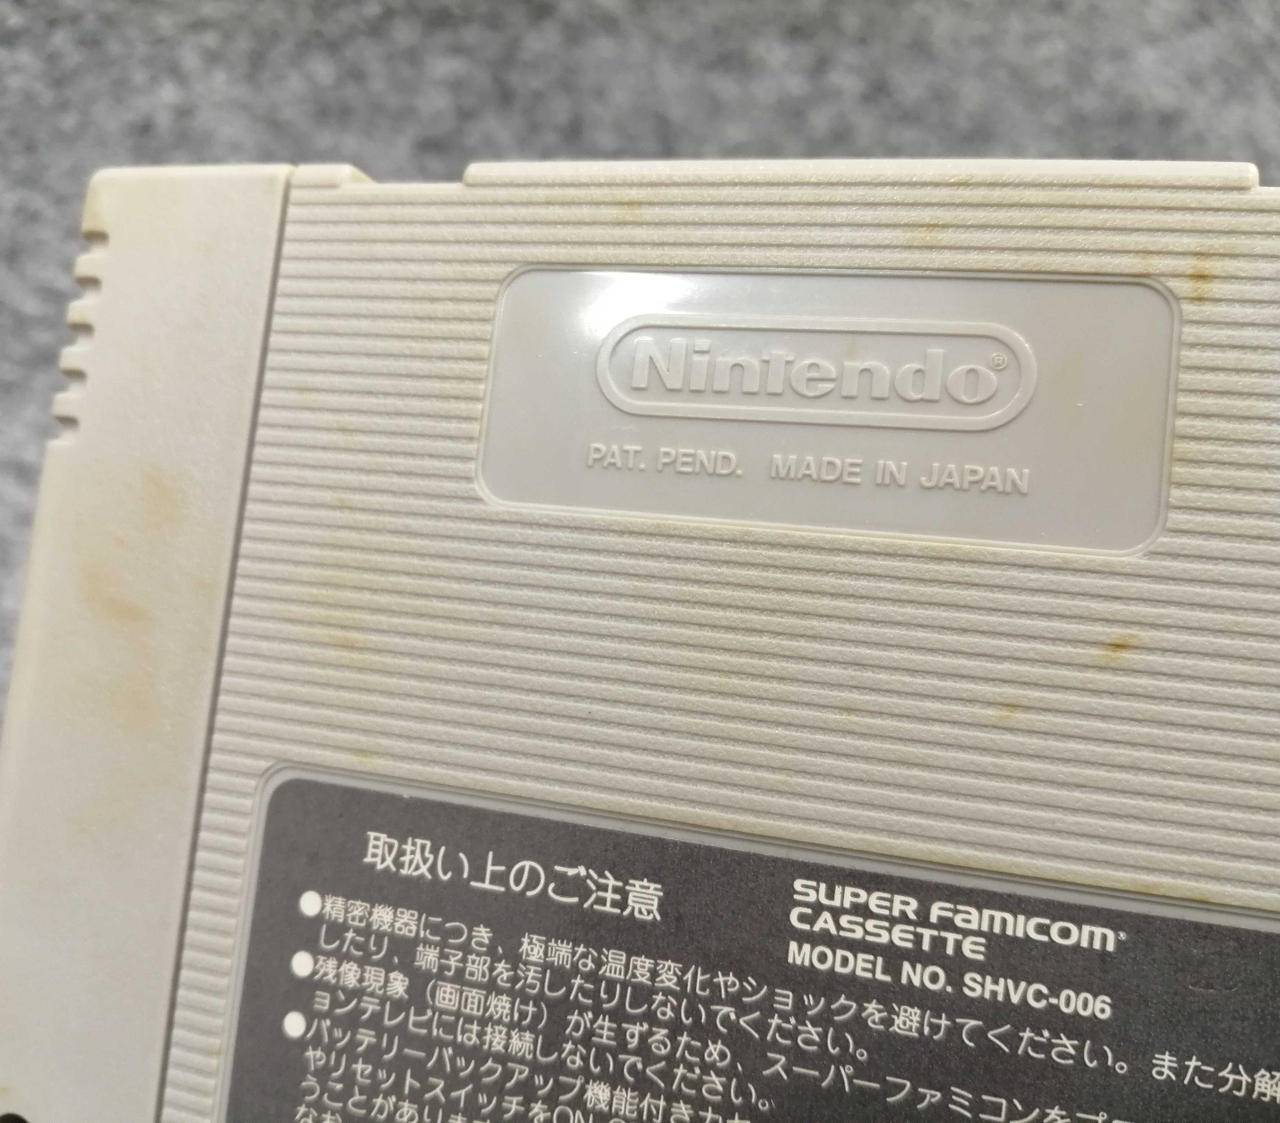 Nintendo®
PAT. PEND. MADE IN JAPAN
取扱い上のご注意
SUPER FAMICOM
CASSETTE
MODEL NO. SHVC-006
●精密機器につき、極端な温度変化やショックを避けてください。また分解
したり、端子部を汚したりしないでください。
●残像現象（画面焼け）が生ずるため、スーパーファミコンをプ
ョンテレビには接続しないでください。
●バッテリーバックアップ機能付きカセ
やリセットスイッチをON
うことがあります
なお